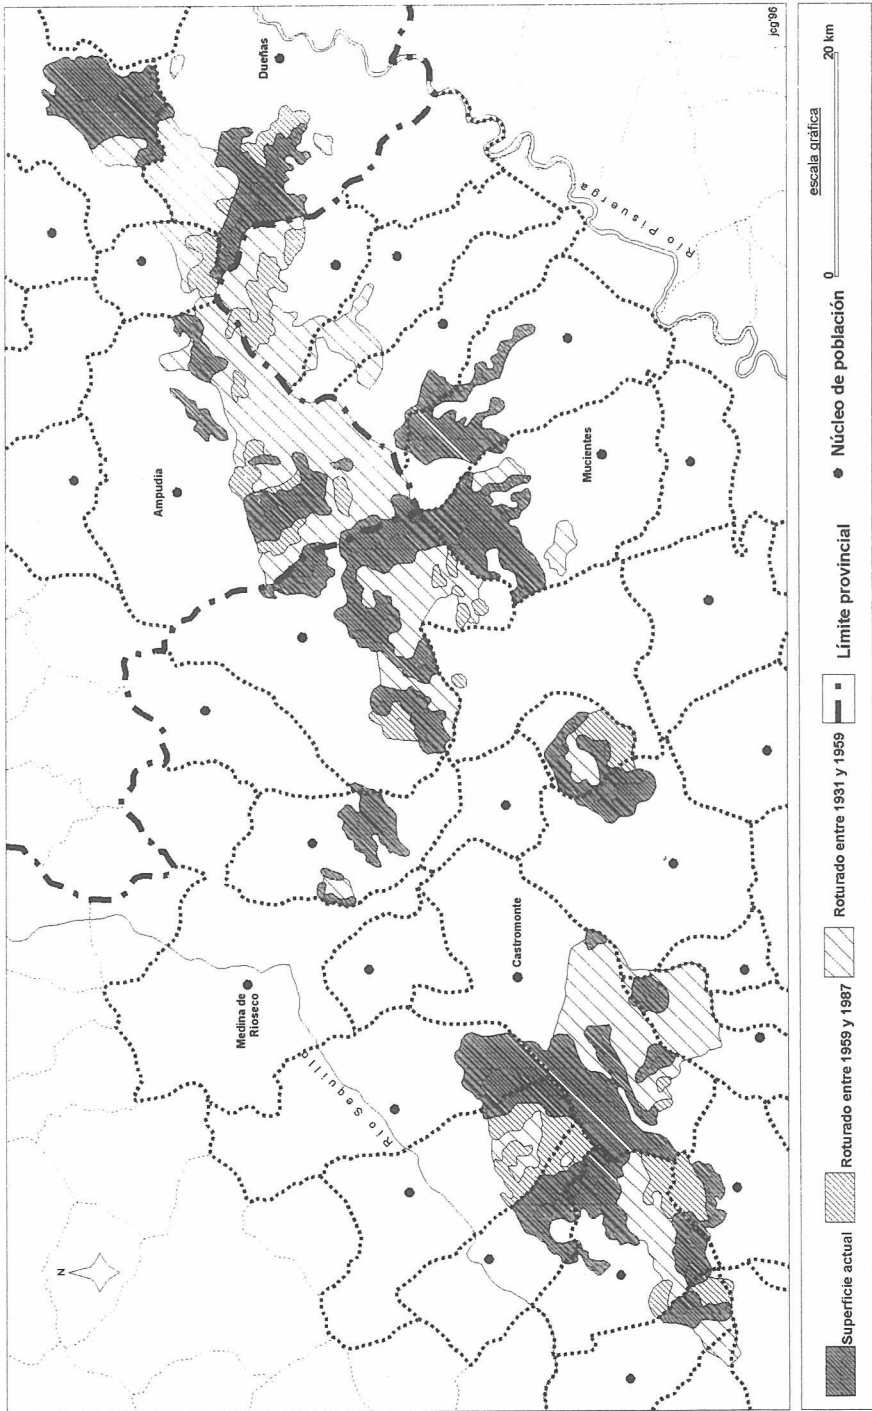 N
Medina de
Rioseco
Río Sequillo
Castromonte
Ampudia
Mucientes
Dueñas
Río Pisuerga
jcg'96
Superficie actual
Roturado entre 1959 y 1987
Roturado entre 1931 y 1959
Límite provincial
Núcleo de población
escala gráfica
0
20 km